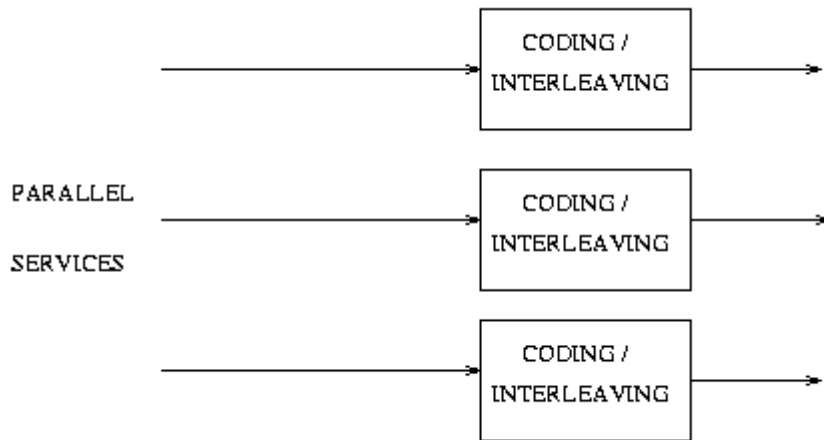 CODING /
INTERLEAVING
PARALLEL
SERVICES
CODING /
INTERLEAVING
CODING /
INTERLEAVING